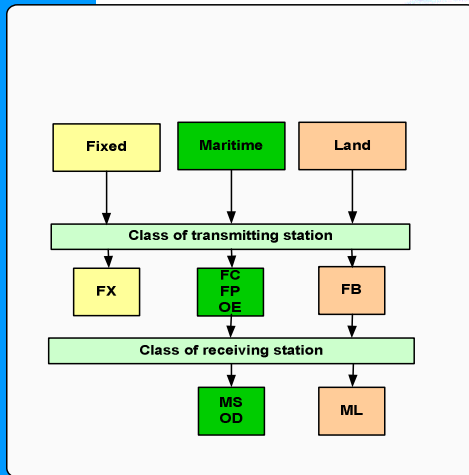 Fixed
Maritime
Land
Class of transmitting station
FX
FC
FP
OE
FB
Class of receiving station
MS
OD
ML